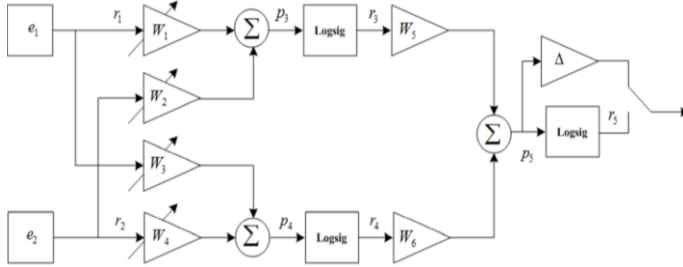 e₁ r₁ W₁ Σ p₃ Logsig r₃ W₅
W₂
Δ
Σ p₅ Logsig r₅
W₃
e₂ r₂ W₄ Σ p₄ Logsig r₄ W₆